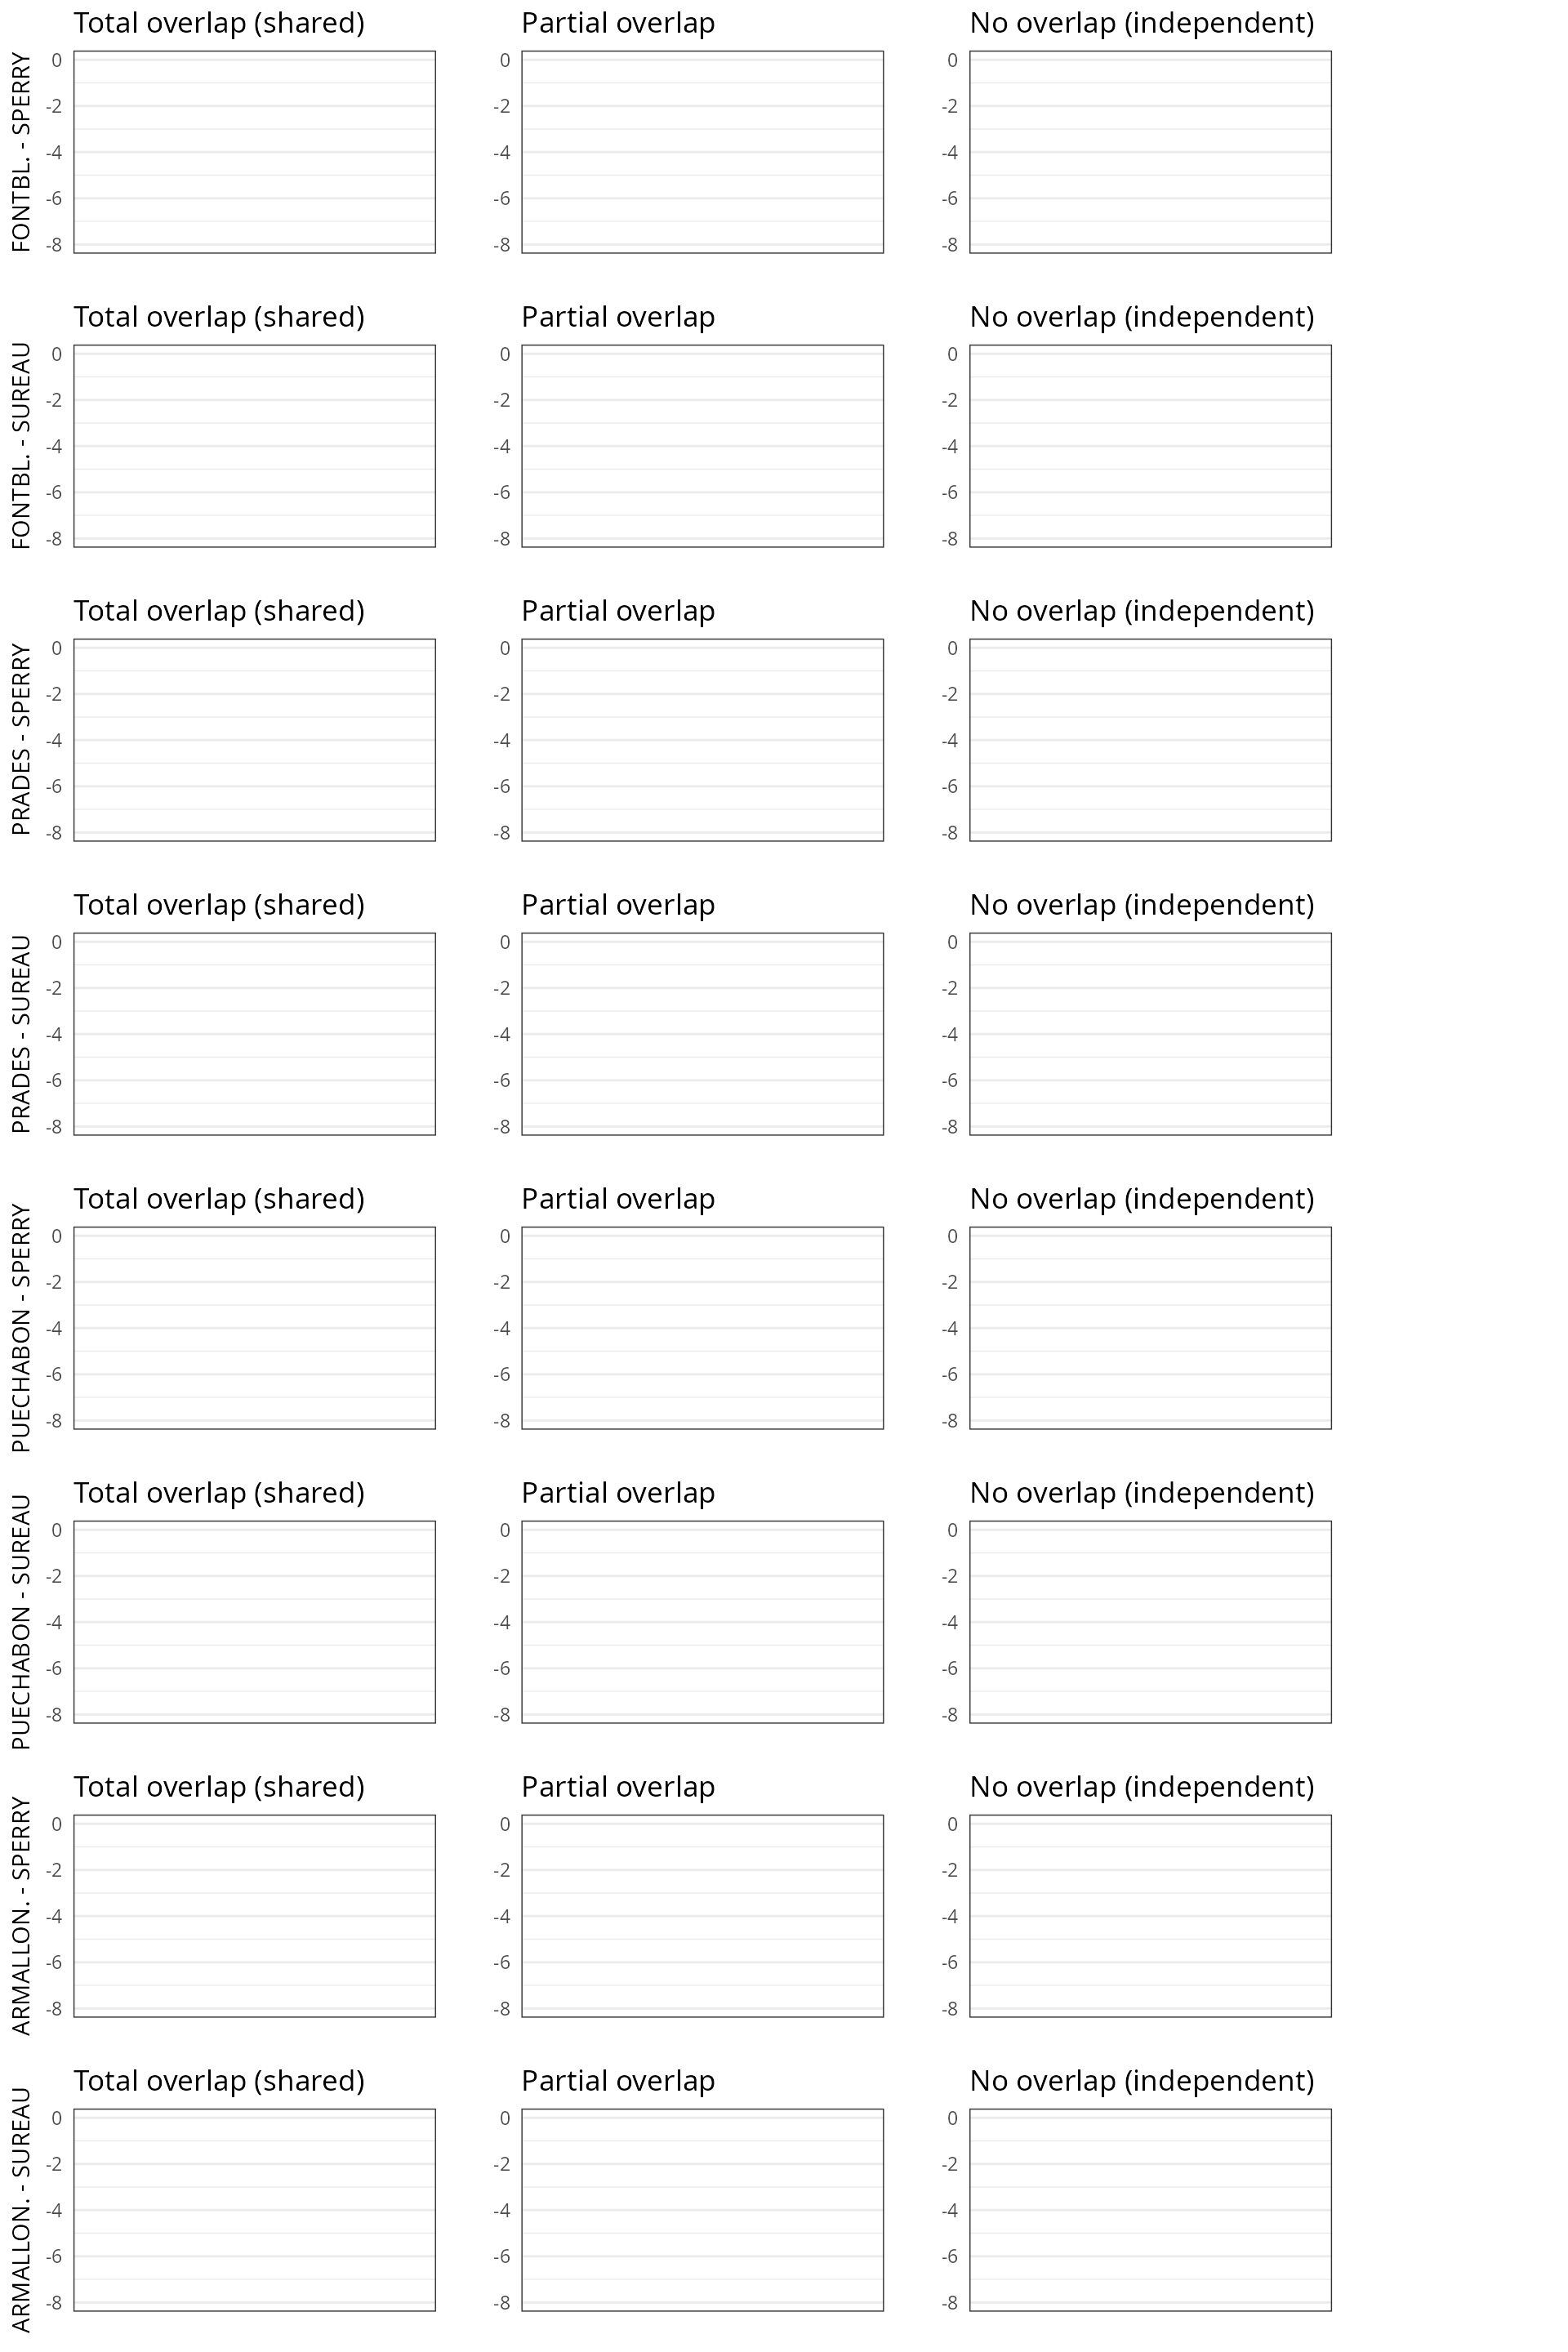 Total overlap (shared) Partial overlap No overlap (independent)
FONTBL. - SPERRY
0 0 0
-2 -2 -2
-4 -4 -4
-6 -6 -6
-8 -8 -8
Total overlap (shared) Partial overlap No overlap (independent)
FONTBL. - SUREAU
0 0 0
-2 -2 -2
-4 -4 -4
-6 -6 -6
-8 -8 -8
Total overlap (shared) Partial overlap No overlap (independent)
PRADES - SPERRY
0 0 0
-2 -2 -2
-4 -4 -4
-6 -6 -6
-8 -8 -8
Total overlap (shared) Partial overlap No overlap (independent)
PRADES - SUREAU
0 0 0
-2 -2 -2
-4 -4 -4
-6 -6 -6
-8 -8 -8
Total overlap (shared) Partial overlap No overlap (independent)
PUECHABON - SPERRY
0 0 0
-2 -2 -2
-4 -4 -4
-6 -6 -6
-8 -8 -8
Total overlap (shared) Partial overlap No overlap (independent)
PUECHABON - SUREAU
0 0 0
-2 -2 -2
-4 -4 -4
-6 -6 -6
-8 -8 -8
Total overlap (shared) Partial overlap No overlap (independent)
ARMALLON. - SPERRY
0 0 0
-2 -2 -2
-4 -4 -4
-6 -6 -6
-8 -8 -8
Total overlap (shared) Partial overlap No overlap (independent)
ARMALLON. - SUREAU
0 0 0
-2 -2 -2
-4 -4 -4
-6 -6 -6
-8 -8 -8